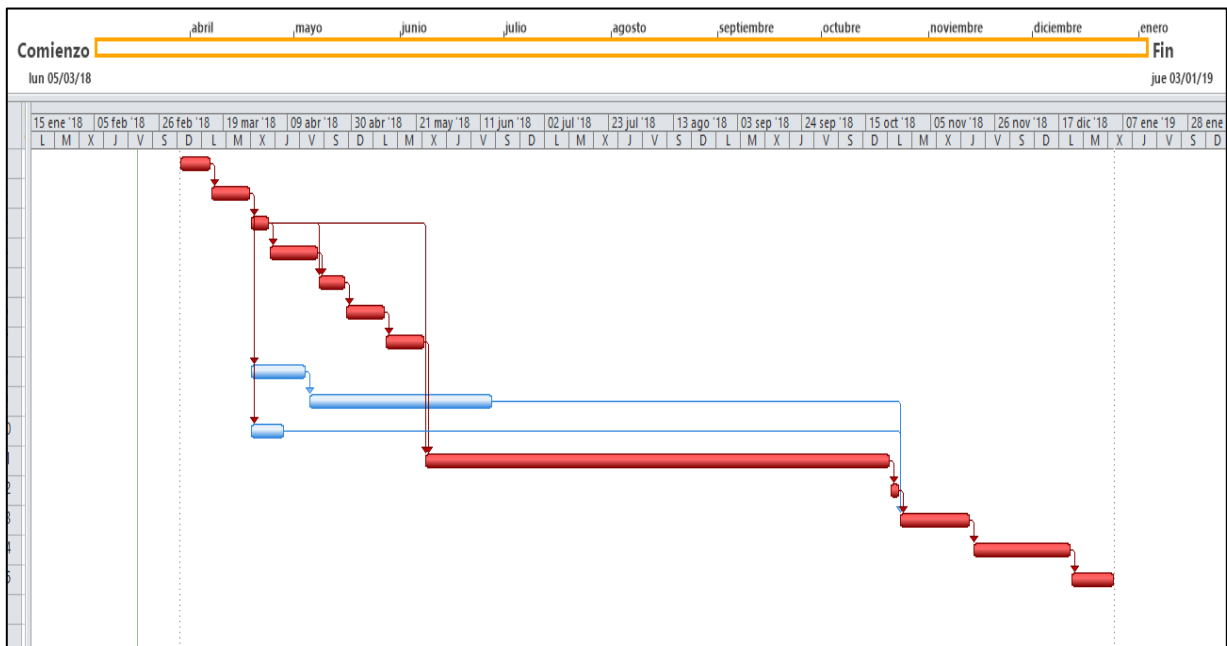 abril mayo junio julio agosto septiembre octubre noviembre diciembre enero
Comienzo Fin
lun 05/03/18 jue 03/01/19
15 ene '18 05 feb '18 26 feb '18 19 mar '18 09 abr '18 30 abr '18 21 may '18 11 jun '18 02 jul '18 23 jul '18 13 ago '18 03 sep '18 24 sep '18 15 oct '18 05 nov '18 26 nov '18 17 dic '18 07 ene '19 28 ene
L M X J V S D L M X J V S D L M X J V S D L M X J V S D L M X J V S D L M X J V S D L M X J V S D